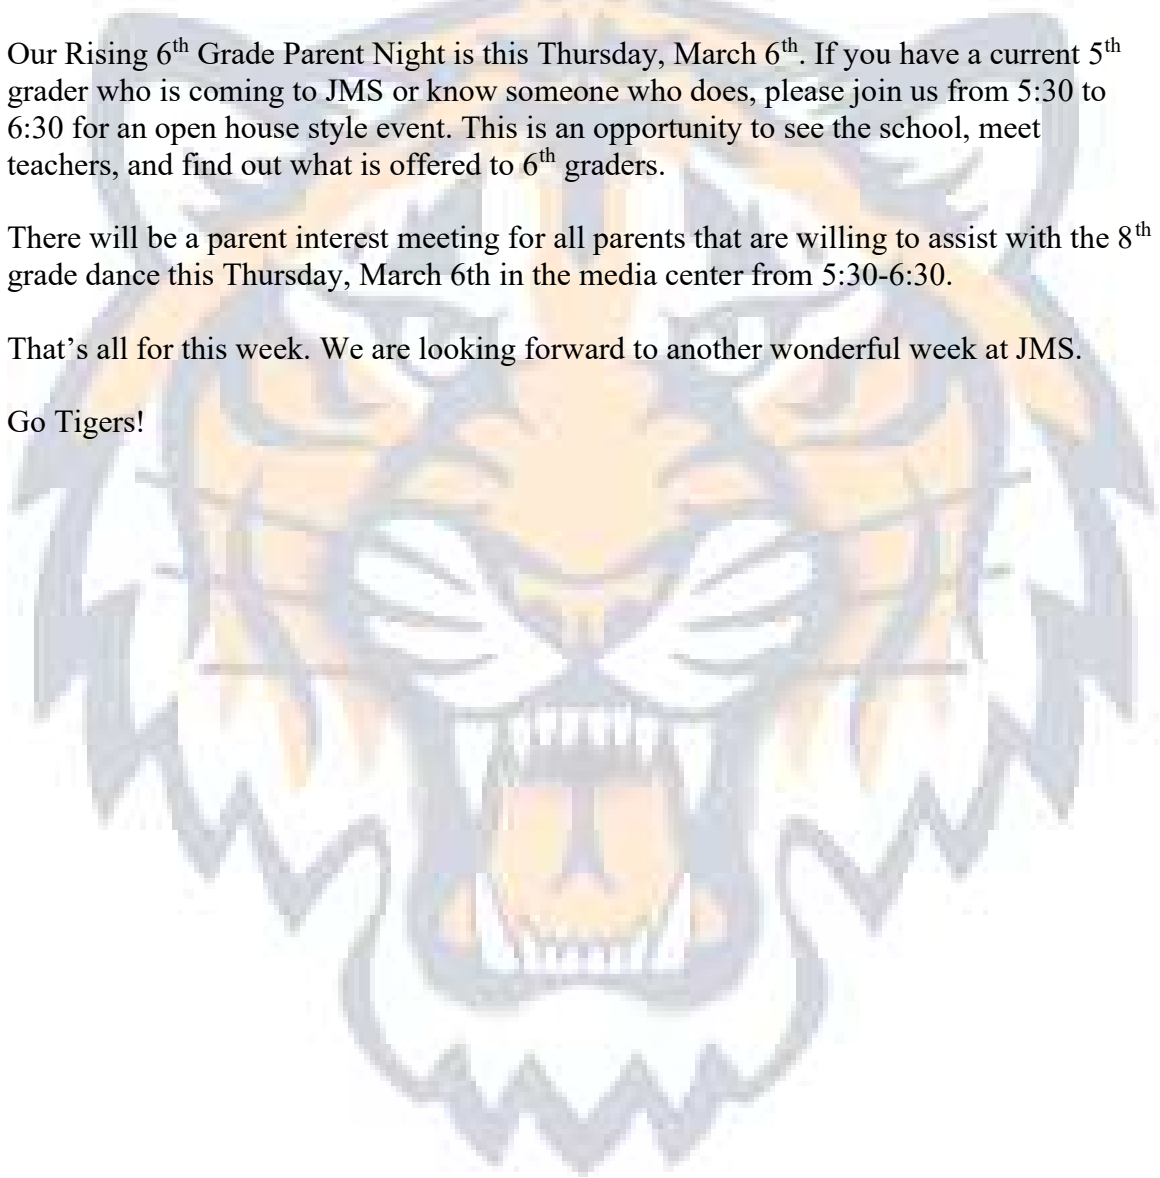 Our Rising 6th Grade Parent Night is this Thursday, March 6th. If you have a current 5th
grader who is coming to JMS or know someone who does, please join us from 5:30 to
6:30 for an open house style event. This is an opportunity to see the school, meet
teachers, and find out what is offered to 6th graders.
There will be a parent interest meeting for all parents that are willing to assist with the 8th
grade dance this Thursday, March 6th in the media center from 5:30-6:30.
That’s all for this week. We are looking forward to another wonderful week at JMS.
Go Tigers!